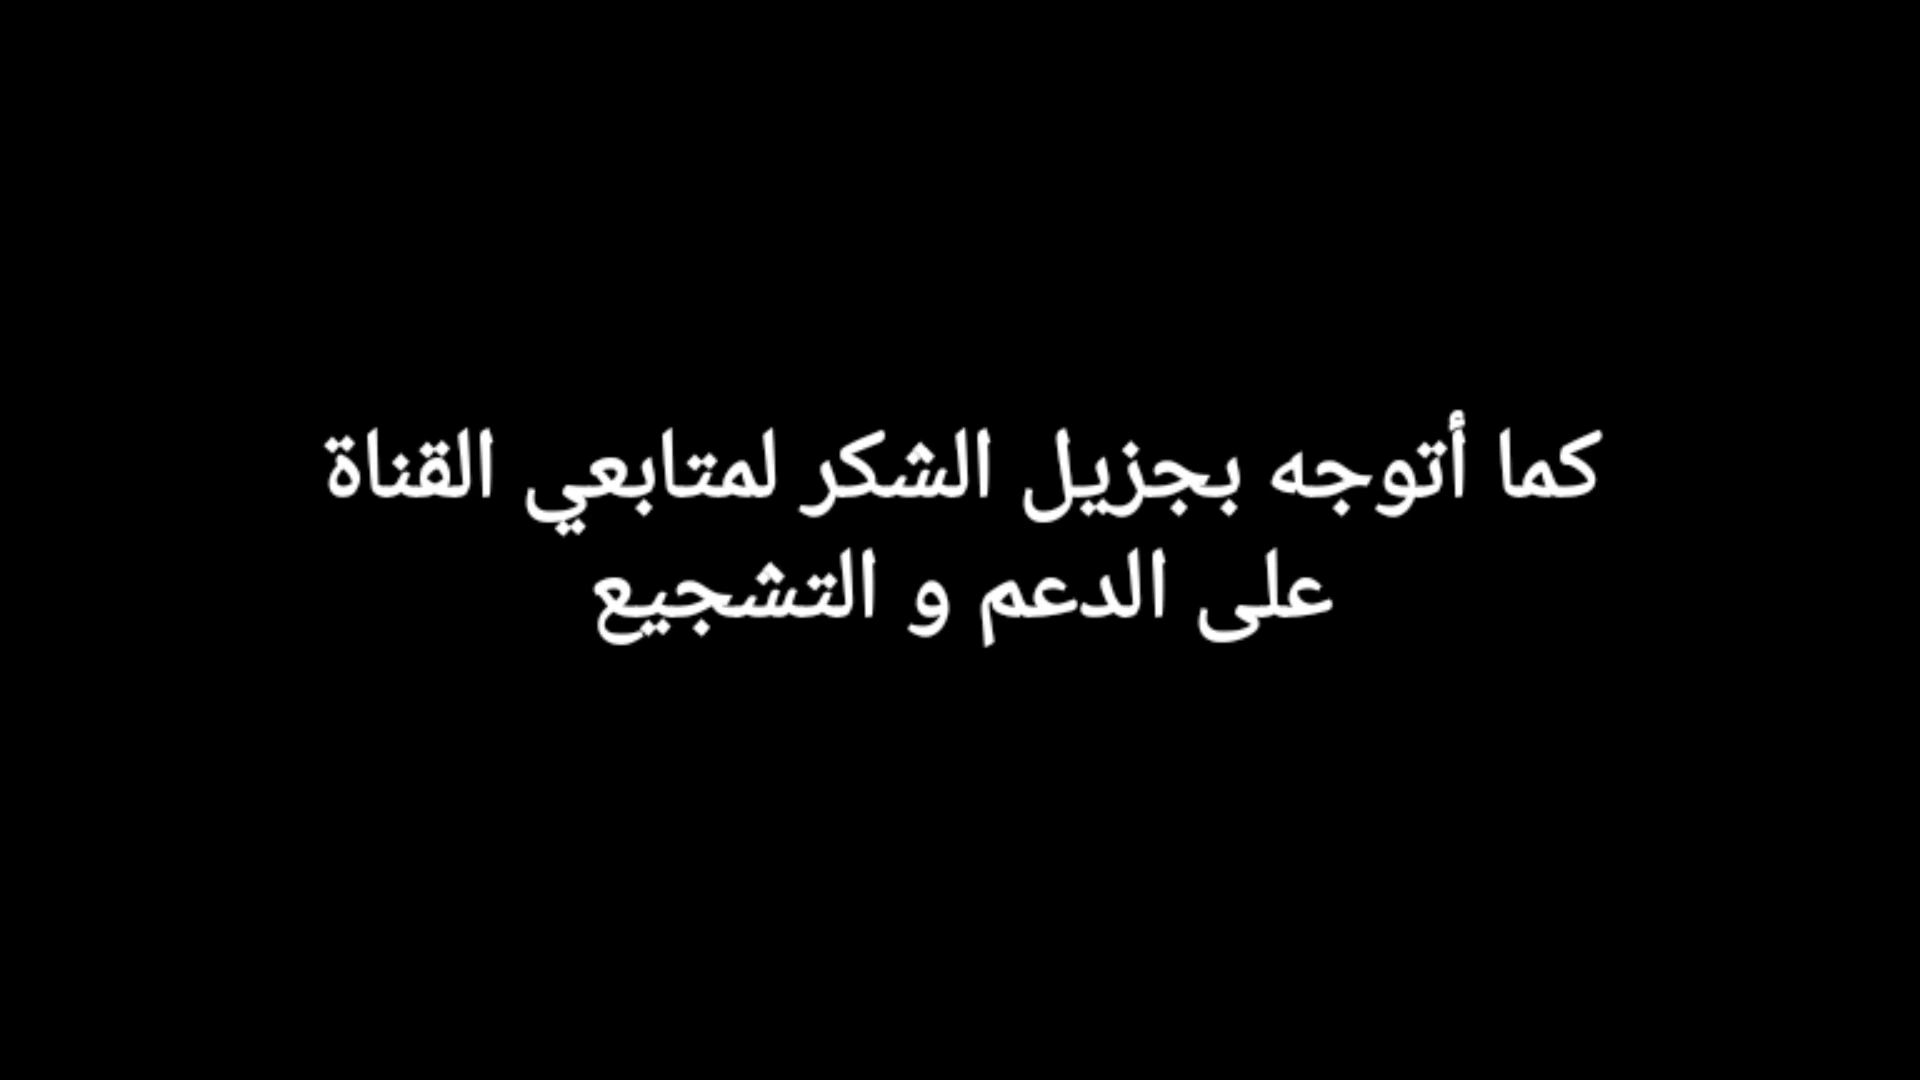 كما أتوجه بجزيل الشكر لمتابعي القناة
على الدعم و التشجيع